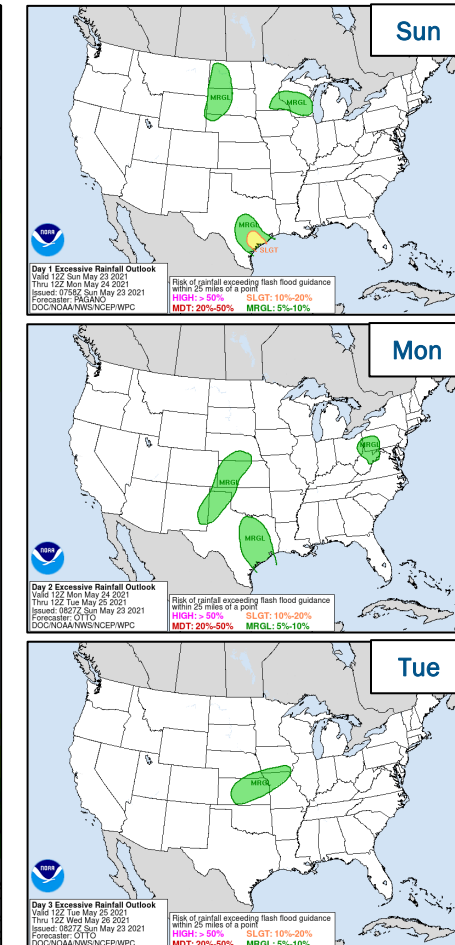 Sun
MRGL
MRGL
MRGL
SLGT
NOAA
Day 1 Excessive Rainfall Outlook
Valid 12Z Sun May 23 2021
Thru 12Z Mon May 24 2021
Issued: 0758Z Sun May 23 2021
Forecaster: PAGANO
DOC/NOAA/NWS/NCEP/WPC
Risk of rainfall exceeding flash flood guidance
within 25 miles of a point
HIGH: > 50% SLGT: 10%-20%
MDT: 20%-50% MRGL: 5%-10%
Mon
MRGL
MRGL
MRGL
NOAA
Day 2 Excessive Rainfall Outlook
Valid 12Z Mon May 24 2021
Thru 12Z Tue May 25 2021
Issued: 0827Z Sun May 23 2021
Forecaster: OTTO
DOC/NOAA/NWS/NCEP/WPC
Risk of rainfall exceeding flash flood guidance
within 25 miles of a point
HIGH: > 50% SLGT: 10%-20%
MDT: 20%-50% MRGL: 5%-10%
Tue
MRGL
NOAA
Day 3 Excessive Rainfall Outlook
Valid 12Z Tue May 25 2021
Thru 12Z Wed May 26 2021
Issued: 0827Z Sun May 23 2021
Forecaster: OTTO
DOC/NOAA/NWS/NCEP/WPC
Risk of rainfall exceeding flash flood guidance
within 25 miles of a point
HIGH: > 50% SLGT: 10%-20%
MDT: 20%-50% MRGL: 5%-10%